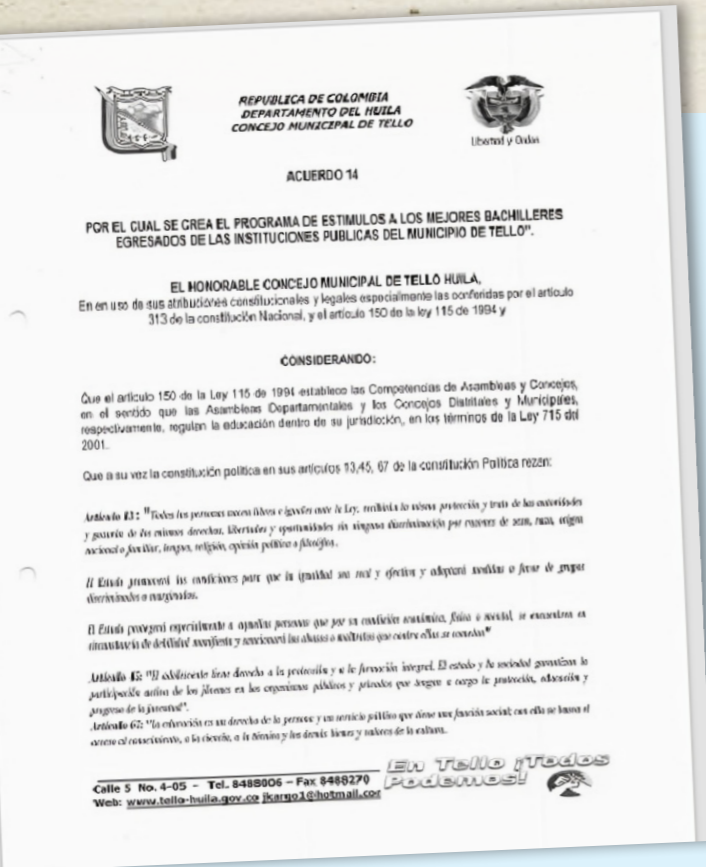 REPUBLICA DE COLOMBIA
DEPARTAMENTO DEL HUILA
CONCEJO MUNICIPAL DE TELLO
Libertad y Orden
ACUERDO 14
POR EL CUAL SE CREA EL PROGRAMA DE ESTIMULOS A LOS MEJORES BACHILLERES
EGRESADOS DE LAS INSTITUCIONES PUBLICAS DEL MUNICIPIO DE TELLO".
EL HONORABLE CONCEJO MUNICIPAL DE TELLO HUILA,
En en uso de sus atribuciones constitucionales y legales especialmente las conferidas por el artículo
313 de la constitución Nacional, y el artículo 150 de la ley 115 de 1994 y
CONSIDERANDO:
Que el artículo 150 de la Ley 115 de 1994 establece las Competencias de Asambleas y Concejos,
en el sentido que las Asambleas Departamentales y los Concejos Distritales y Municipales,
respectivamente, regulan la educación dentro de su jurisdicción, en los términos de la Ley 715 del
2001.
Que a su vez la constitución política en sus artículos 13,45, 67 de la constitución Política rezan:
Artículo 13: "Todas las personas nacen libres e iguales ante la Ley, recibirán la misma protección y trato de las autoridades
y gozarán de los mismos derechos, libertades y oportunidades sin ninguna discriminación por razones de sexo, raza, origen
nacional o familiar, lengua, religión, opinión política o filosófica.
El Estado promoverá las condiciones para que la igualdad sea real y efectiva y adoptará medidas a favor de grupos
discriminados o marginados.
El Estado protegerá especialmente a aquellas personas que por su condición económica, física o mental, se encuentren en
circunstancia de debilidad manifiesta y sancionará los abusos o maltratos que contra ellas se cometan"
Artículo 45: "El adolescente tiene derecho a la protección y a la formación integral. El estado y la sociedad garantizan la
participación activa de los jóvenes en los organismos públicos y privados que tengan a cargo la protección, educación y
progreso de la juventud".
Artículo 67: "la educación es un derecho de la persona y un servicio público que tiene una función social; con ella se busca el
acceso al conocimiento, a la ciencia, a la técnica y los demás bienes y valores de la cultura.
Calle 5 No. 4-05 - Tel. 8488006 – Fax 8488270
Web: www.tello-huila.gov.co jkargo1@hotmail.com
En Tello ¡Todos
Podemos!